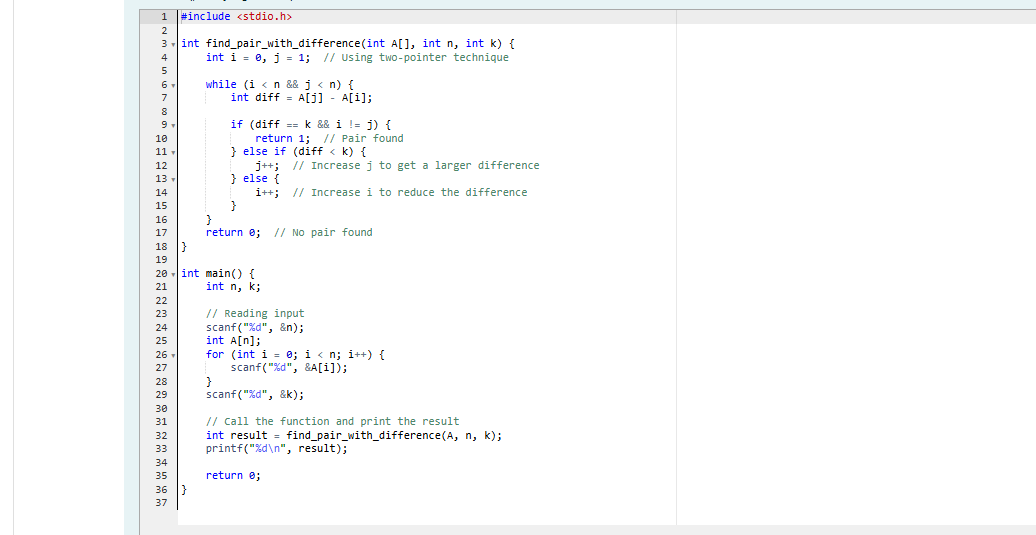 1 #include <stdio.h>
2
3 int find_pair_with_difference(int A[], int n, int k) {
4     int i = 0, j = 1;  // Using two-pointer technique
5
6     while (i < n && j < n) {
7         int diff = A[j] - A[i];
8
9         if (diff == k && i != j) {
10             return 1;  // Pair found
11         } else if (diff < k) {
12             j++;  // Increase j to get a larger difference
13         } else {
14             i++;  // Increase i to reduce the difference
15         }
16     }
17     return 0;  // No pair found
18 }
19
20 int main() {
21     int n, k;
22
23     // Reading input
24     scanf("%d", &n);
25     int A[n];
26     for (int i = 0; i < n; i++) {
27         scanf("%d", &A[i]);
28     }
29     scanf("%d", &k);
30
31     // Call the function and print the result
32     int result = find_pair_with_difference(A, n, k);
33     printf("%d\n", result);
34
35     return 0;
36 }
37